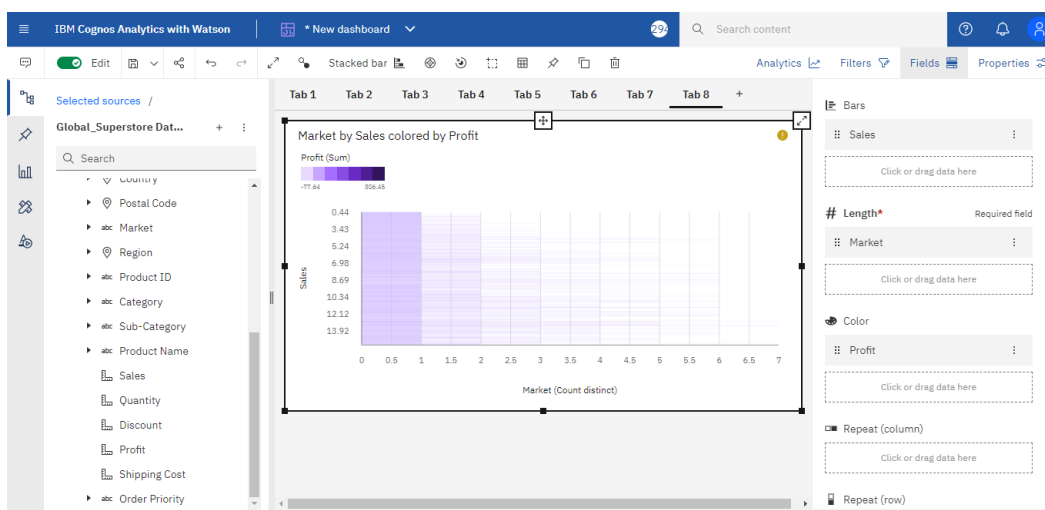 IBM Cognos Analytics with Watson
* New dashboard
294
Search content
Edit
Stacked bar
Analytics
Filters
Fields
Properties
Selected sources /
Global_Superstore Dat...
Search
Country
Postal Code
abc Market
Region
abc Product ID
abc Category
abc Sub-Category
abc Product Name
Sales
Quantity
Discount
Profit
Shipping Cost
abc Order Priority
Tab 1 Tab 2 Tab 3 Tab 4 Tab 5 Tab 6 Tab 7 Tab 8 +
Market by Sales colored by Profit
Profit (Sum)
-77.64 306.45
Sales
0.44
3.43
5.24
6.98
8.69
10.34
12.12
13.92
0 0.5 1 1.5 2 2.5 3 3.5 4 4.5 5 5.5 6 6.5 7
Market (Count distinct)
Bars
Sales
Click or drag data here
# Length* Required field
Market
Click or drag data here
Color
Profit
Click or drag data here
Repeat (column)
Click or drag data here
Repeat (row)